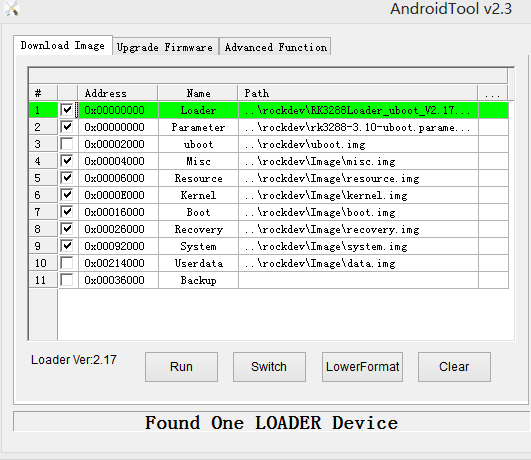 AndroidTool v2.3
Download Image Upgrade Firmware Advanced Function
# Address Name Path ...
1 0x00000000 Loader ..\rockdev\RK3288Loader_uboot_V2.17...
2 0x00000000 Parameter ..\rockdev\rk3288-3.10-uboot.parame...
3 0x00002000 uboot ..\rockdev\uboot.img
4 0x00004000 Misc ..\rockdev\Image\misc.img
5 0x00006000 Resource ..\rockdev\Image\resource.img
6 0x0000E000 Kernel ..\rockdev\Image\kernel.img
7 0x00016000 Boot ..\rockdev\Image\boot.img
8 0x00026000 Recovery ..\rockdev\Image\recovery.img
9 0x00092000 System ..\rockdev\Image\system.img
10 0x00214000 Userdata ..\rockdev\Image\data.img
11 0x00036000 Backup
Loader Ver:2.17 Run Switch LowerFormat Clear
Found One LOADER Device